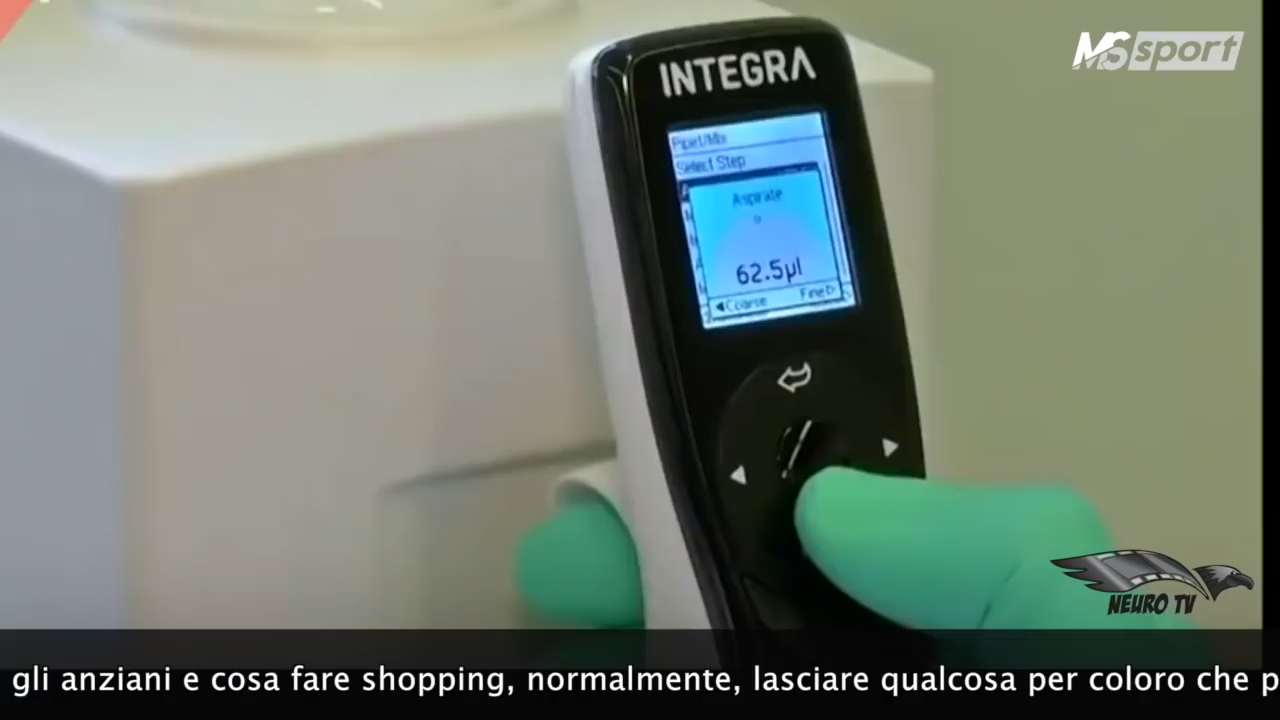 MS sport
INTEGRA
Pipet/Mix
Select Step
Aspirate
62.5µl
Coarse
Fine
NEURO TV
gli anziani e cosa fare shopping, normalmente, lasciare qualcosa per coloro che p